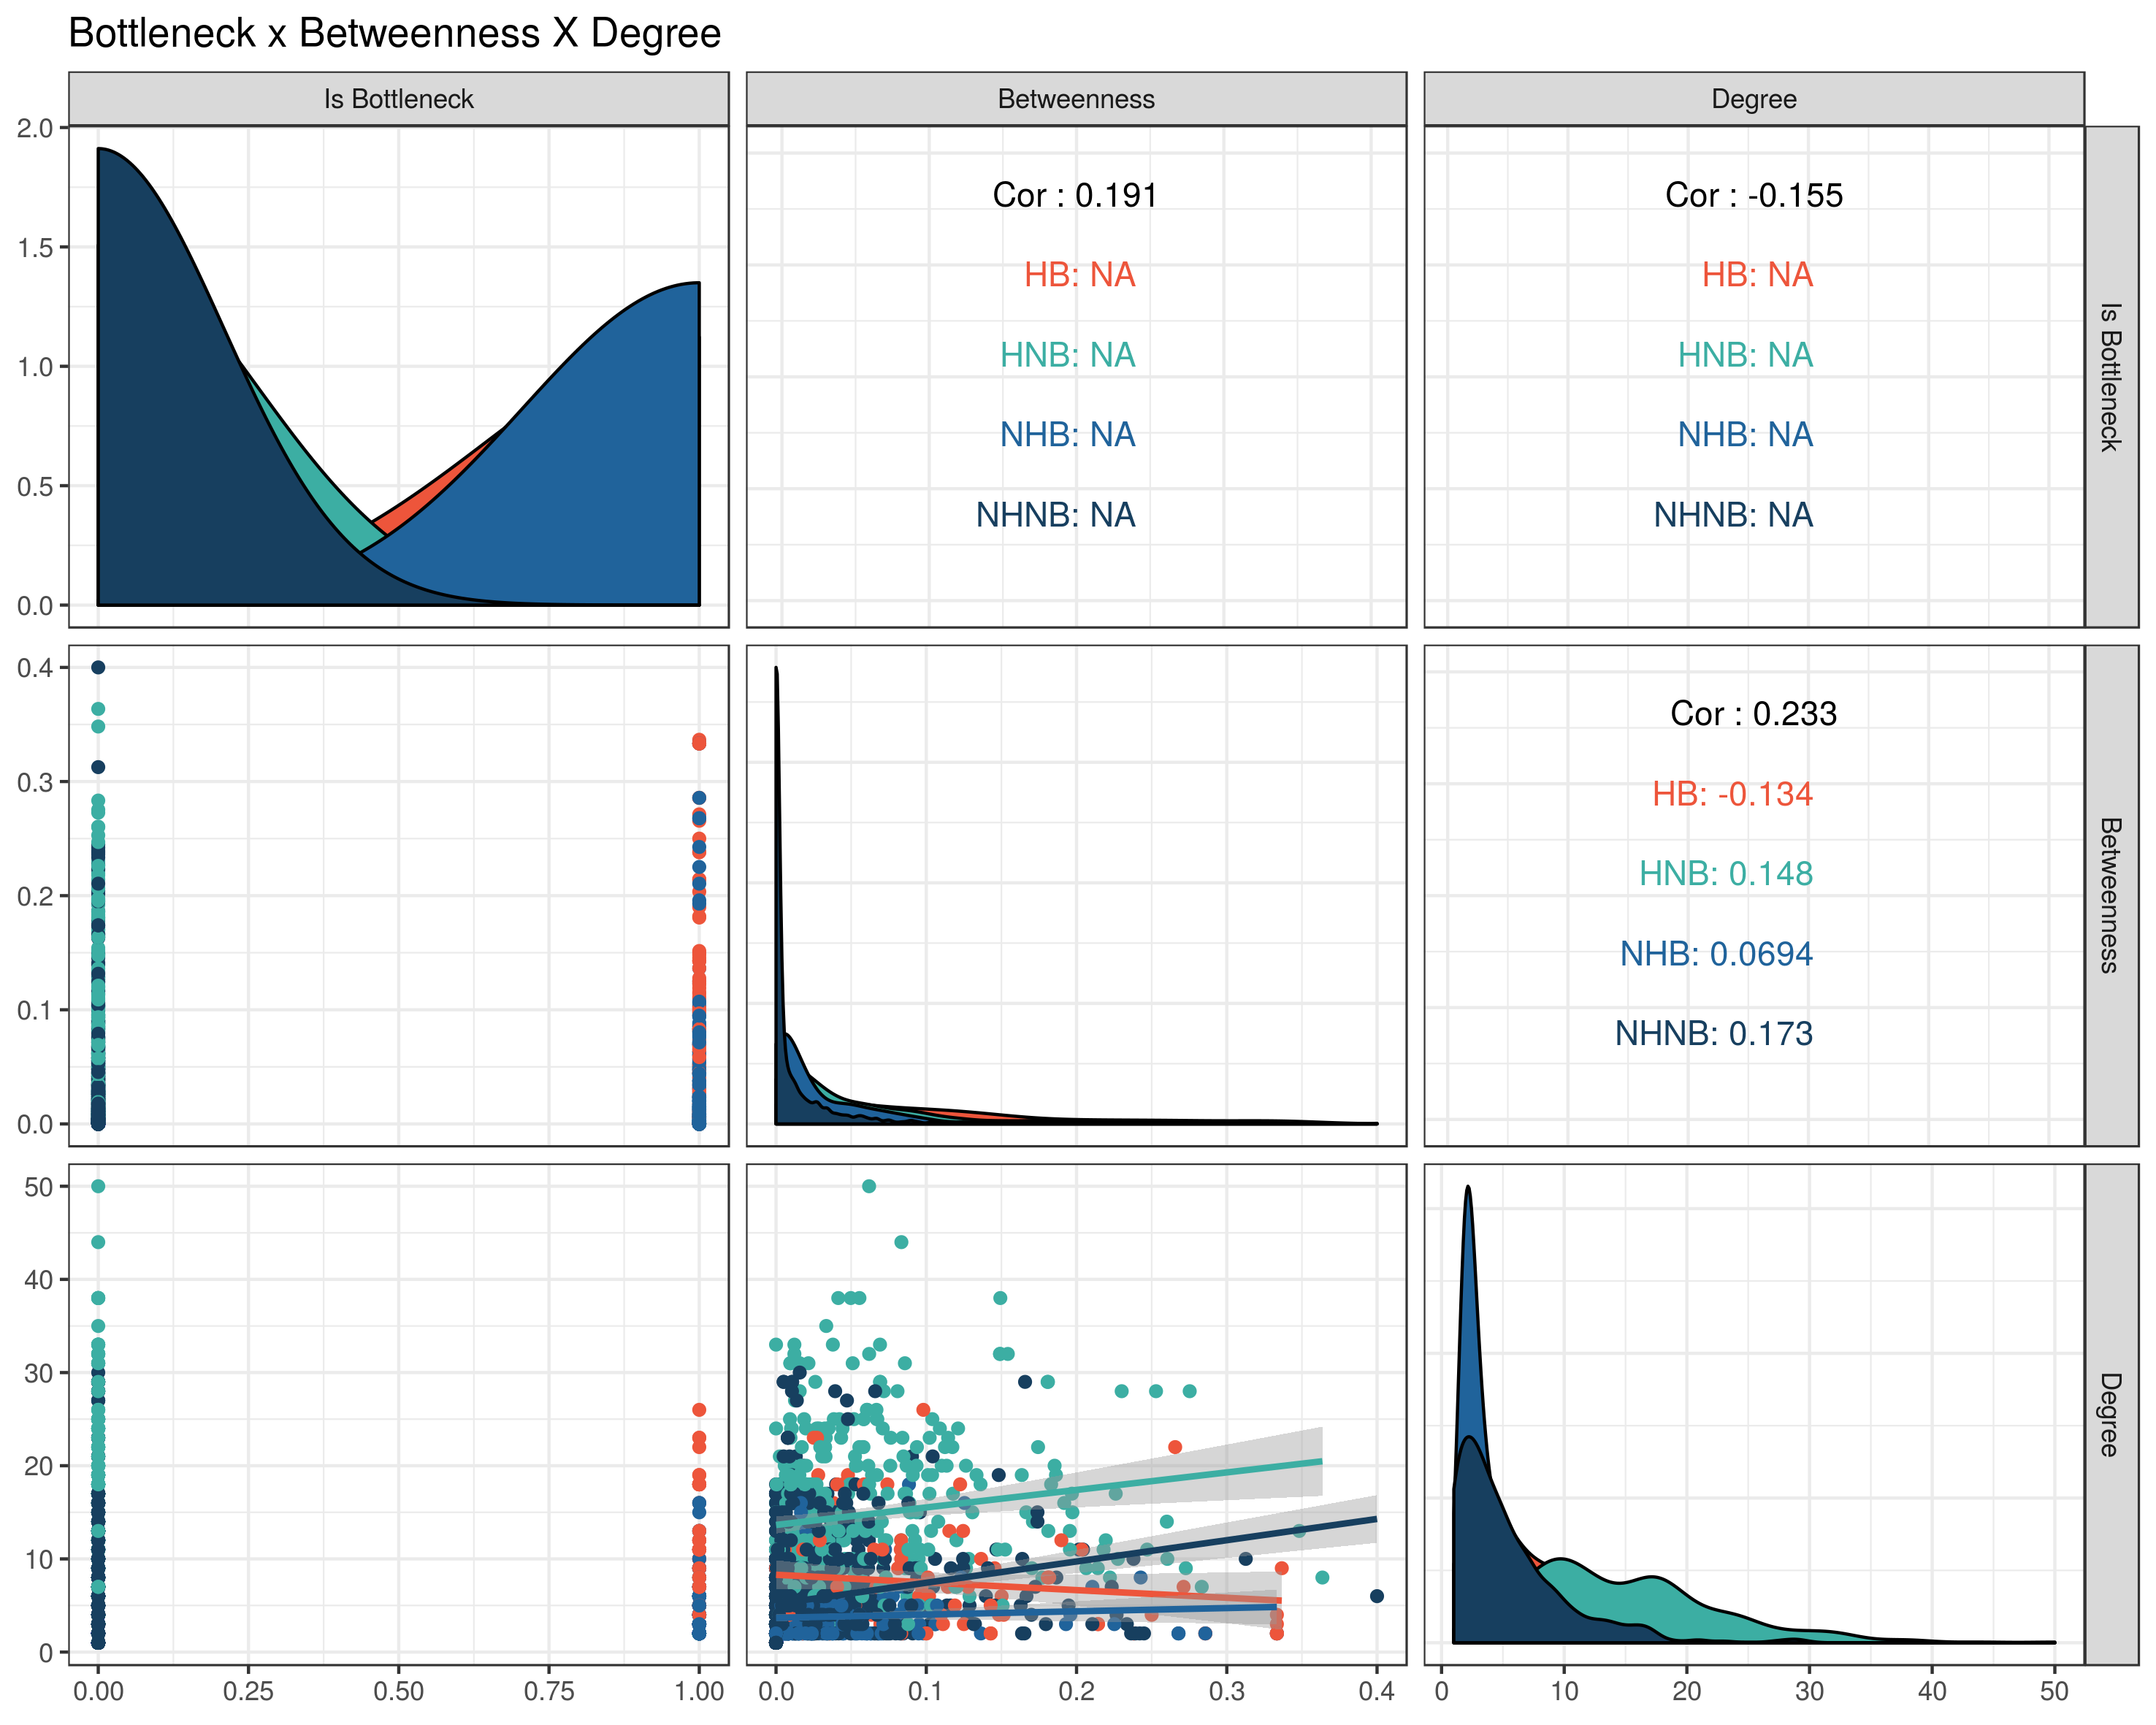 Bottleneck x Betweenness X Degree
Is Bottleneck
Betweenness
Degree
2.0
1.5
1.0
0.5
0.0
Cor : 0.191
HB: NA
HNB: NA
NHB: NA
NHNB: NA
Cor : -0.155
HB: NA
HNB: NA
NHB: NA
NHNB: NA
Is Bottleneck
0.4
0.3
0.2
0.1
0.0
Cor : 0.233
HB: -0.134
HNB: 0.148
NHB: 0.0694
NHNB: 0.173
Betweenness
50
40
30
20
10
0
Degree
0.00 0.25 0.50 0.75 1.00
0.0 0.1 0.2 0.3 0.4
0 10 20 30 40 50